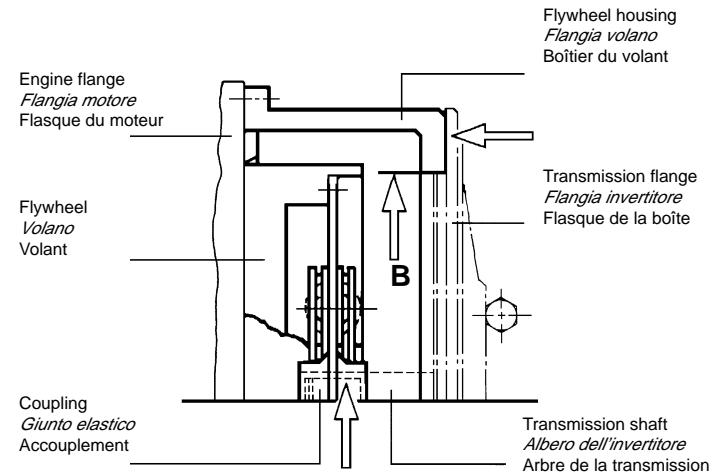 Flywheel housing
Flangia volano
Boîtier du volant
Engine flange
Flangia motore
Flasque du moteur
Transmission flange
Flangia invertitore
Flasque de la boîte
Flywheel
Volano
Volant
B
Coupling
Giunto elastico
Accouplement
Transmission shaft
Albero dell'invertitore
Arbre de la transmission